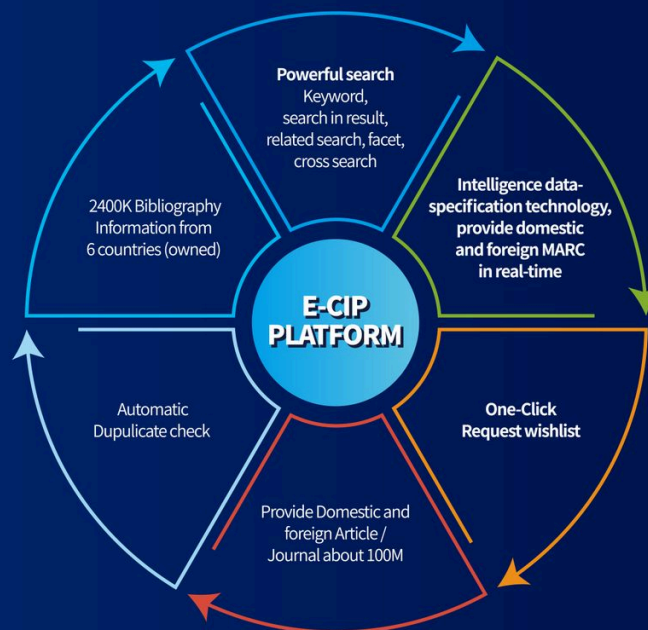 Powerful search
Keyword,
search in result,
related search, facet,
cross search
Intelligence data-
specification technology,
provide domestic
and foreign MARC
in real-time
One-Click
Request wishlist
Provide Domestic and
foreign Article /
Journal about 100M
Automatic
Dupulicate check
2400K Bibliography
Information from
6 countries (owned)
E-CIP
PLATFORM